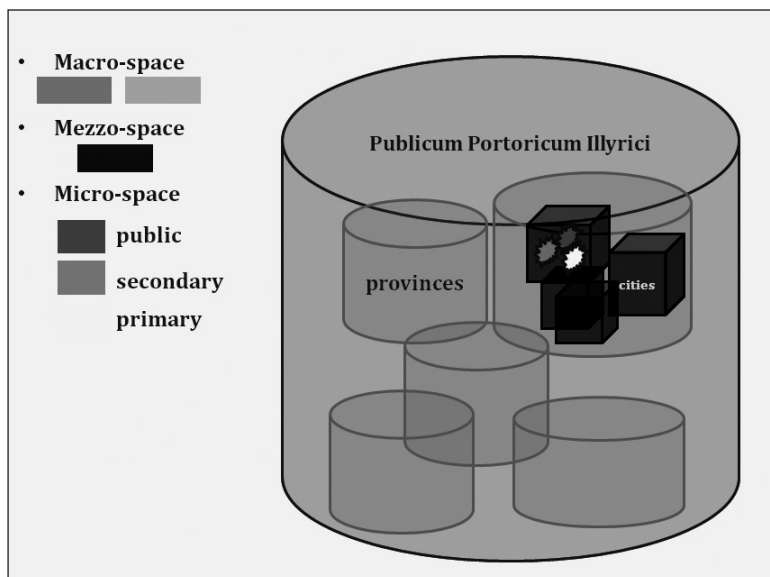 • Macro-space
• Mezzo-space
• Micro-space
public
secondary
primary
Publicum Portoricum Illyrici
provinces
cities